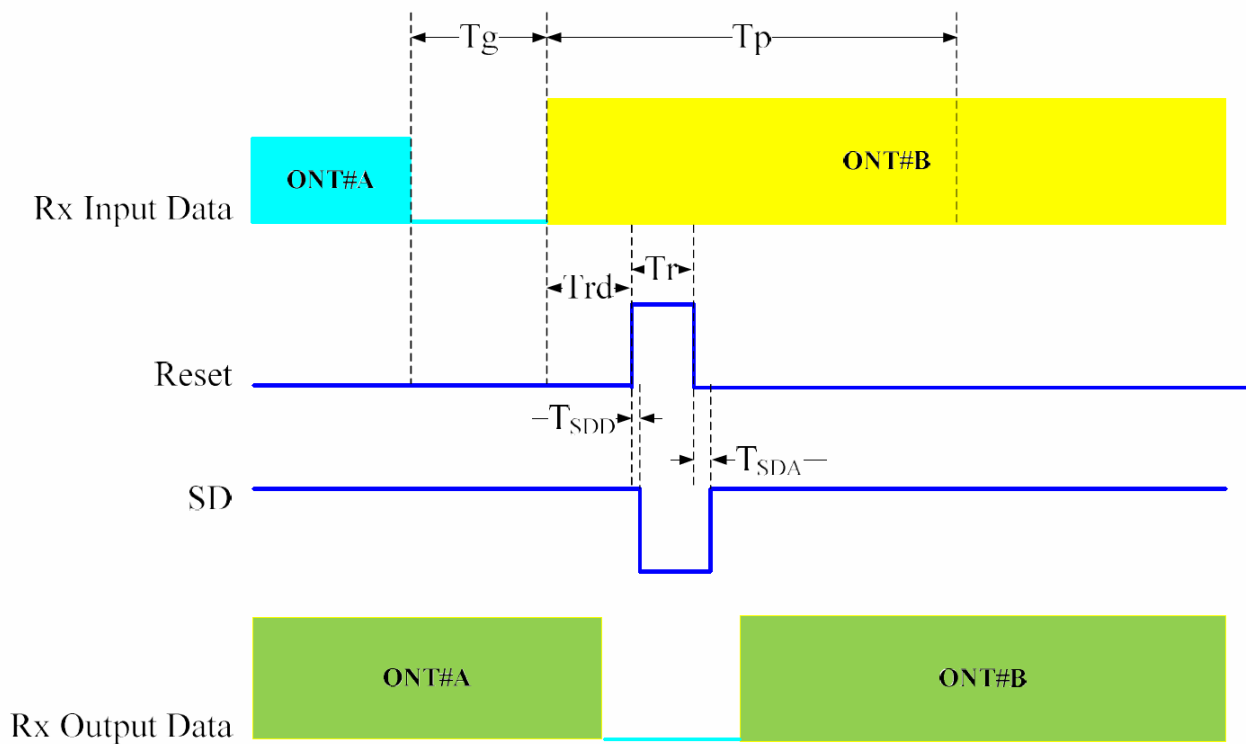 Tg
Tp
ONT#A
ONT#B
Rx Input Data
Trd
Tr
Reset
TSDD
TSDA
SD
ONT#A
ONT#B
Rx Output Data